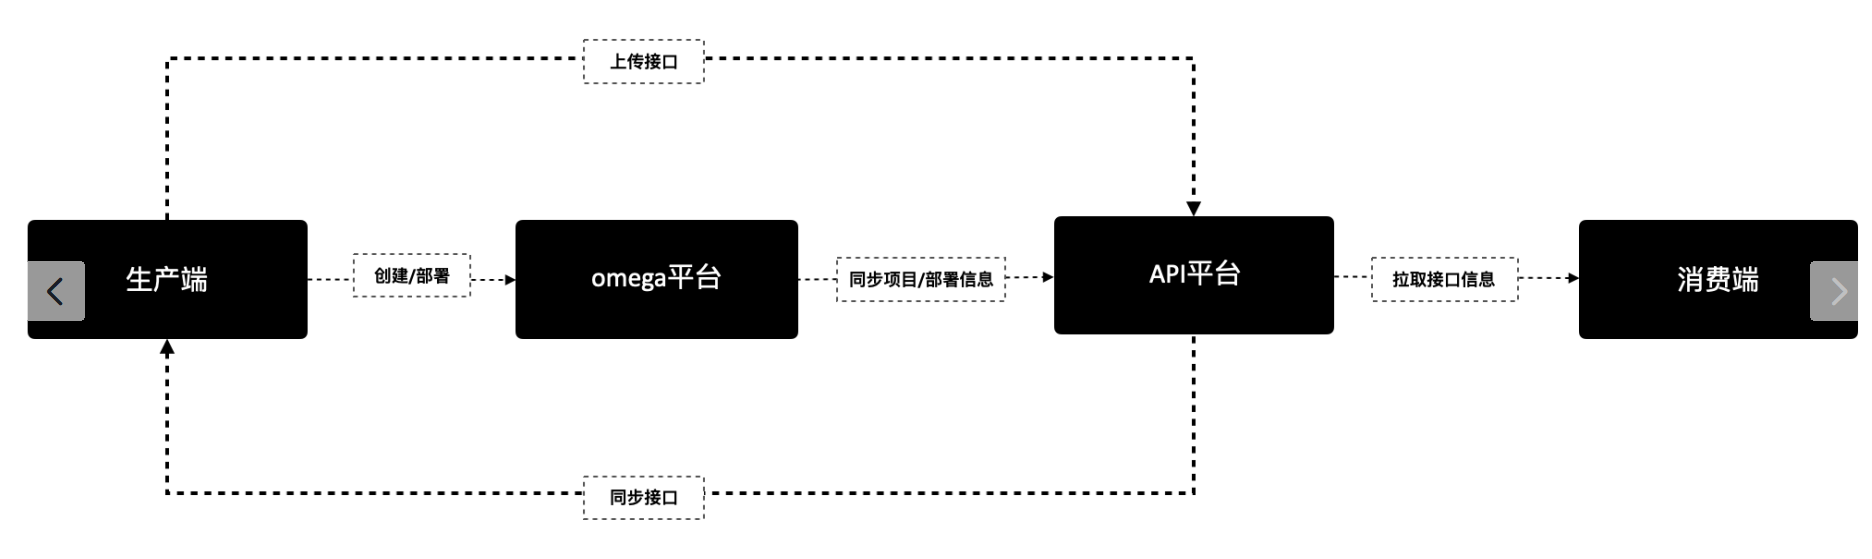 上传接口
生产端
创建/部署
omega平台
同步项目/部署信息
API平台
拉取接口信息
消费端
同步接口